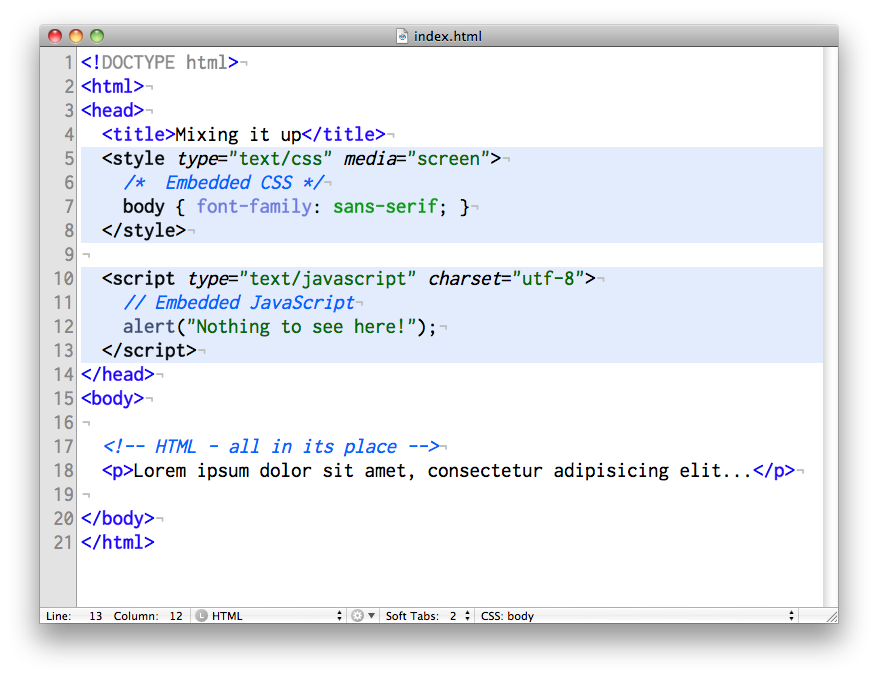 index.html
1 <!DOCTYPE html>¬
2 <html>¬
3 <head>¬
4   <title>Mixing it up</title>¬
5   <style type="text/css" media="screen">¬
6     /*  Embedded CSS */¬
7     body { font-family: sans-serif; }¬
8   </style>¬
9 ¬
10   <script type="text/javascript" charset="utf-8">¬
11     // Embedded JavaScript¬
12     alert("Nothing to see here!");¬
13   </script>¬
14 </head>¬
15 <body>¬
16 ¬
17   <!-- HTML - all in its place -->¬
18   <p>Lorem ipsum dolor sit amet, consectetur adipisicing elit...</p>¬
19 ¬
20 </body>¬
21 </html>
Line: 13 Column: 12 L HTML Soft Tabs: 2 CSS: body